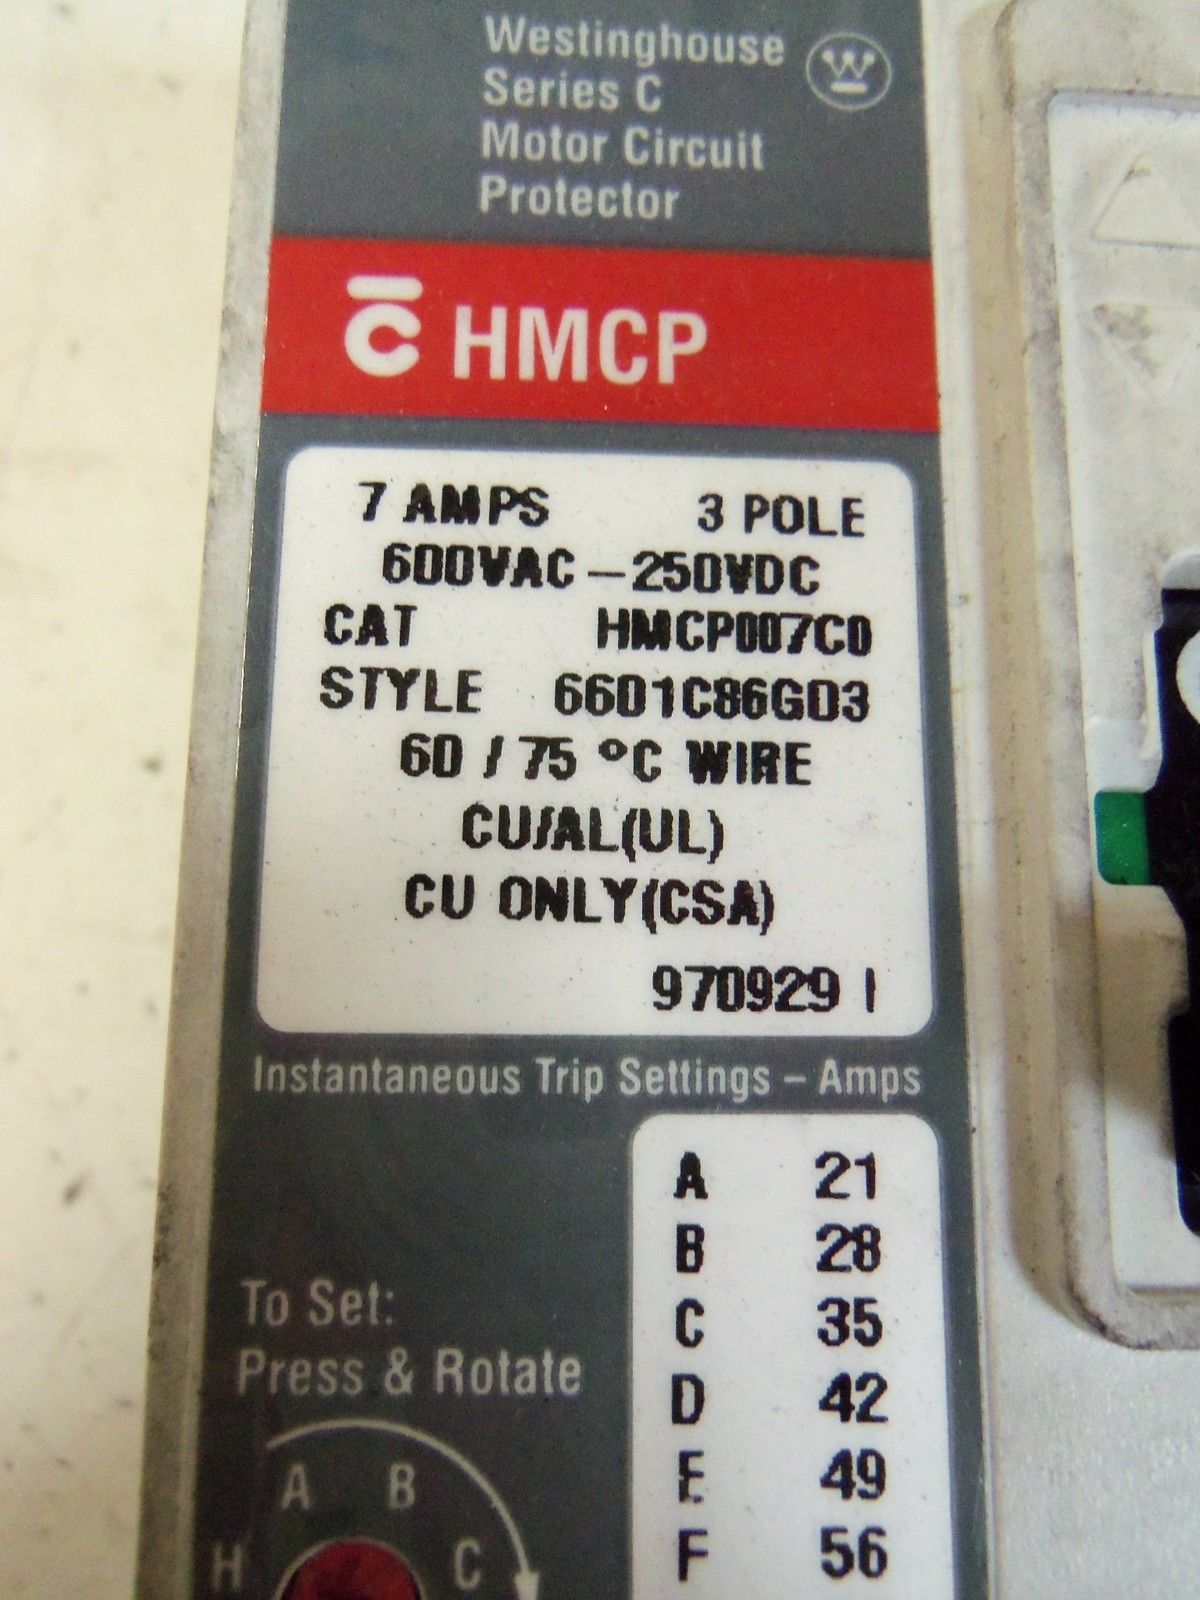 Westinghouse
Series C
Motor Circuit
Protector
C HMCP
7 AMPS 3 POLE
600VAC-250VDC
CAT HMCP007C0
STYLE 6601C86G03
60 / 75 °C WIRE
CU/AL(UL)
CU ONLY(CSA)
970929 I
Instantaneous Trip Settings – Amps
A 21
B 28
C 35
D 42
E 49
F 56
To Set:
Press & Rotate
A B
H C